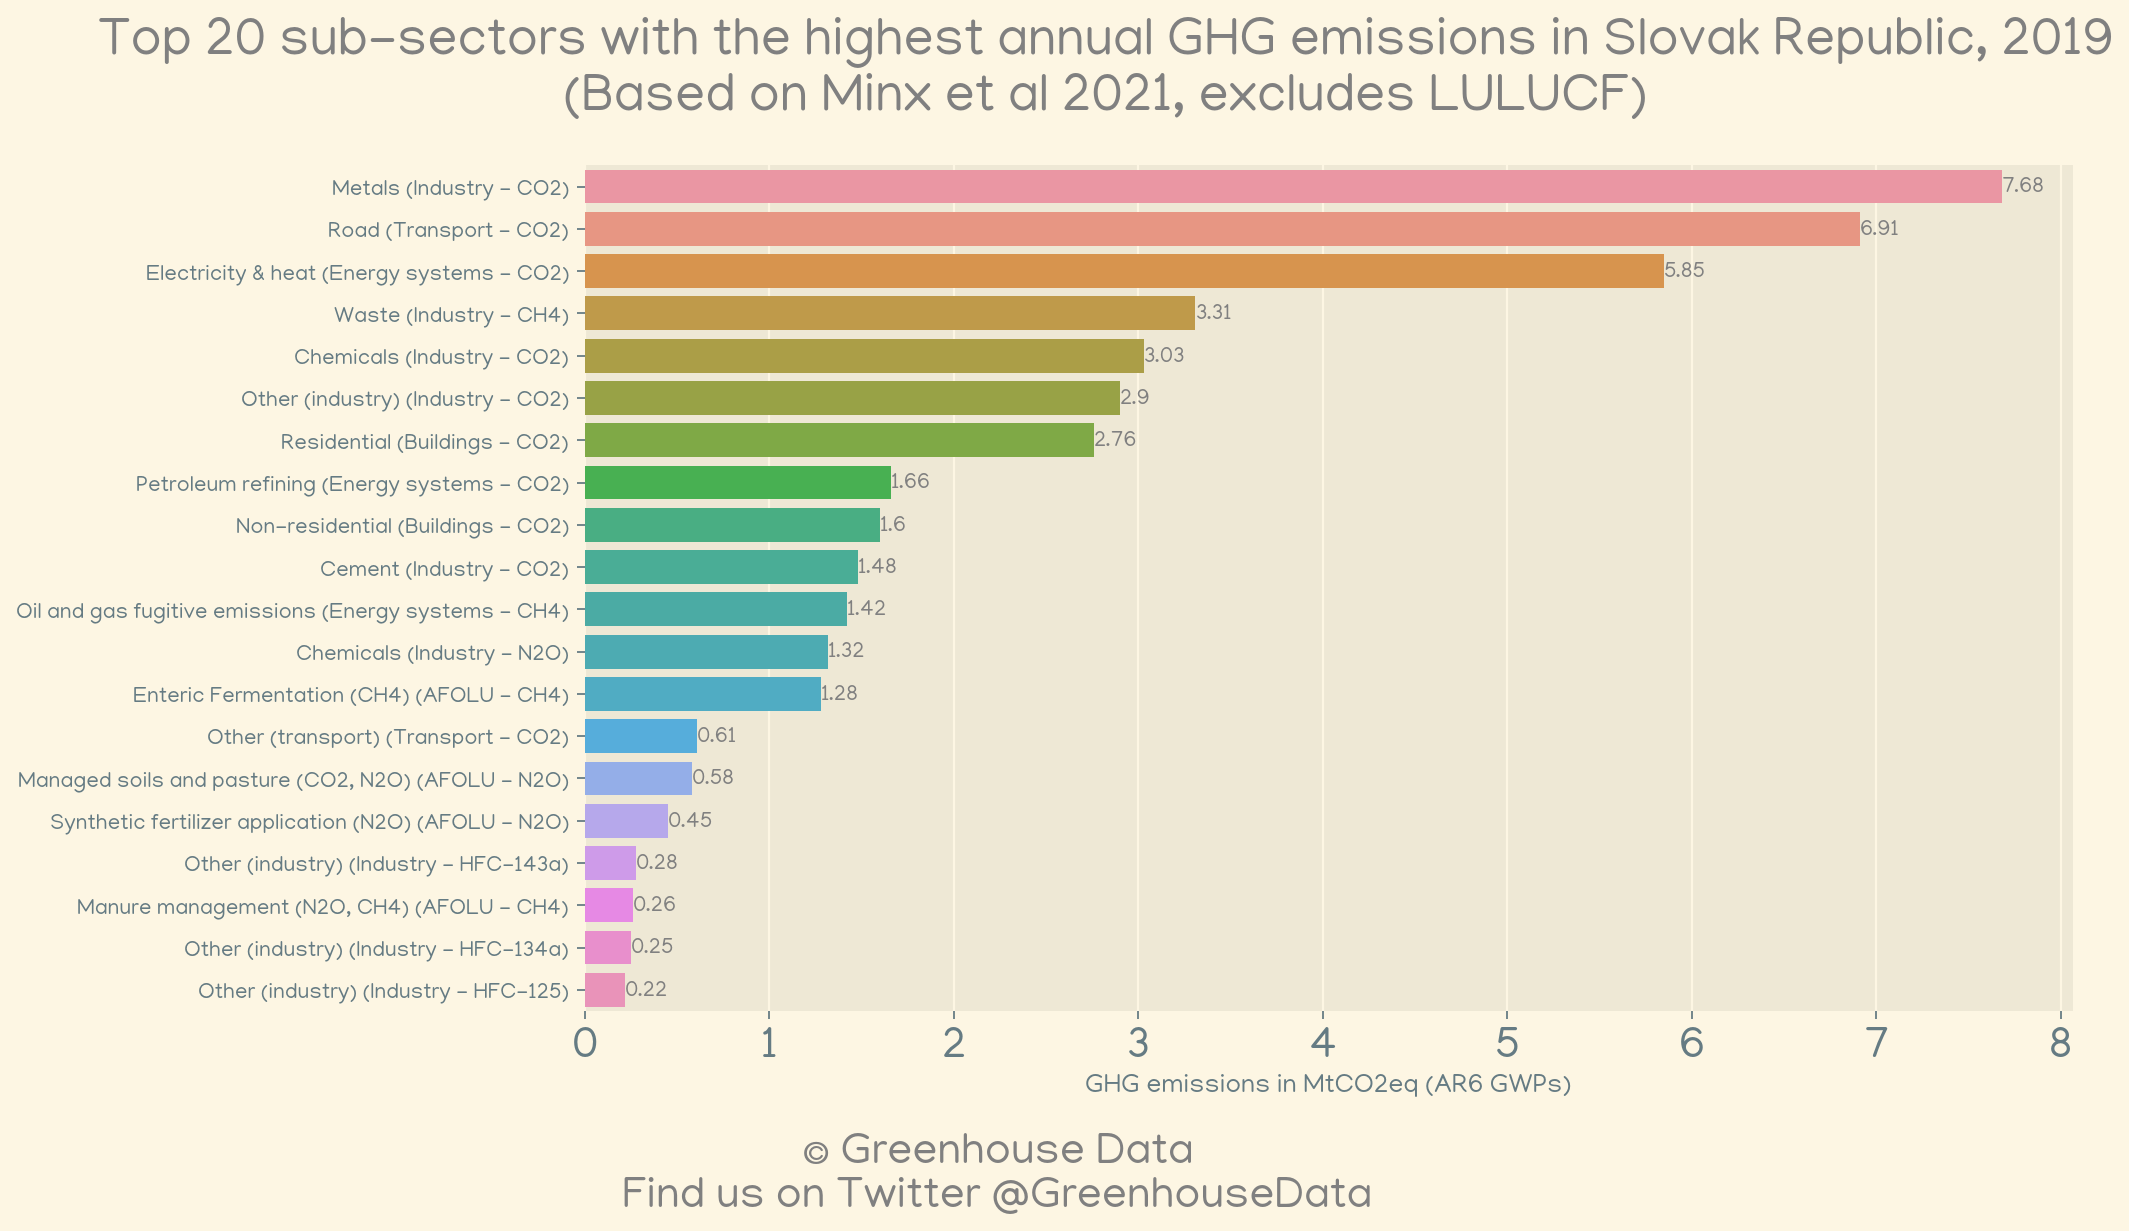 Top 20 sub-sectors with the highest annual GHG emissions in Slovak Republic, 2019
(Based on Minx et al 2021, excludes LULUCF)
Metals (Industry - CO2) 7.68
Road (Transport - CO2) 6.91
Electricity & heat (Energy systems - CO2) 5.85
Waste (Industry - CH4) 3.31
Chemicals (Industry - CO2) 3.03
Other (industry) (Industry - CO2) 2.9
Residential (Buildings - CO2) 2.76
Petroleum refining (Energy systems - CO2) 1.66
Non-residential (Buildings - CO2) 1.6
Cement (Industry - CO2) 1.48
Oil and gas fugitive emissions (Energy systems - CH4) 1.42
Chemicals (Industry - N2O) 1.32
Enteric Fermentation (CH4) (AFOLU - CH4) 1.28
Other (transport) (Transport - CO2) 0.61
Managed soils and pasture (CO2, N2O) (AFOLU - N2O) 0.58
Synthetic fertilizer application (N2O) (AFOLU - N2O) 0.45
Other (industry) (Industry - HFC-143a) 0.28
Manure management (N2O, CH4) (AFOLU - CH4) 0.26
Other (industry) (Industry - HFC-134a) 0.25
Other (industry) (Industry - HFC-125) 0.22
0 1 2 3 4 5 6 7 8
GHG emissions in MtCO2eq (AR6 GWPs)
© Greenhouse Data
Find us on Twitter @GreenhouseData